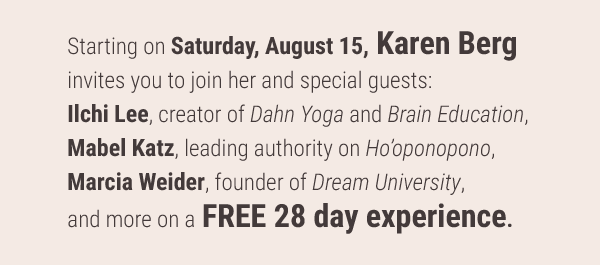 Starting on Saturday, August 15, Karen Berg
invites you to join her and special guests:
Ilchi Lee, creator of Dahn Yoga and Brain Education,
Mabel Katz, leading authority on Ho’oponopono,
Marcia Weider, founder of Dream University,
and more on a FREE 28 day experience.